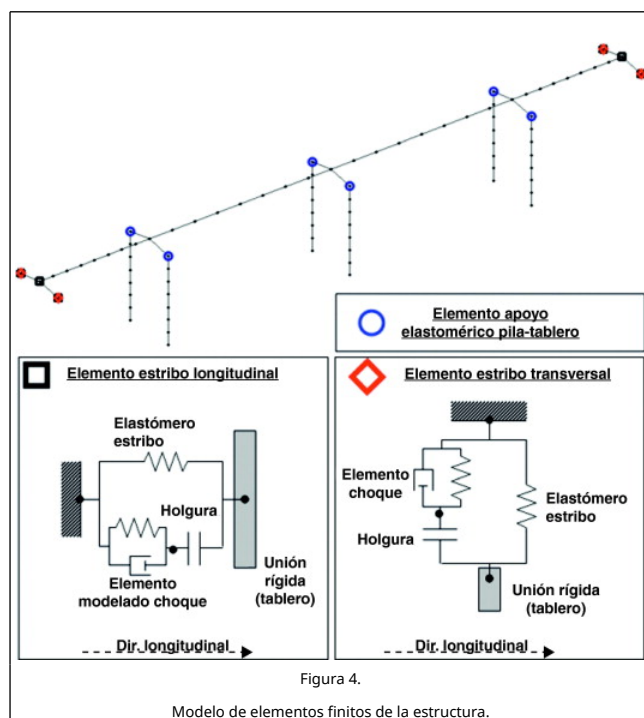 Elemento apoyo
elastomérico pila-tablero
Elemento estribo longitudinal
Elastómero
estribo
Holgura
Elemento
modelado choque
Unión
rígida
(tablero)
Dir. longitudinal
Elemento estribo transversal
Elemento
choque
Holgura
Elastómero
estribo
Unión rígida
(tablero)
Dir. longitudinal
Figura 4.
Modelo de elementos finitos de la estructura.